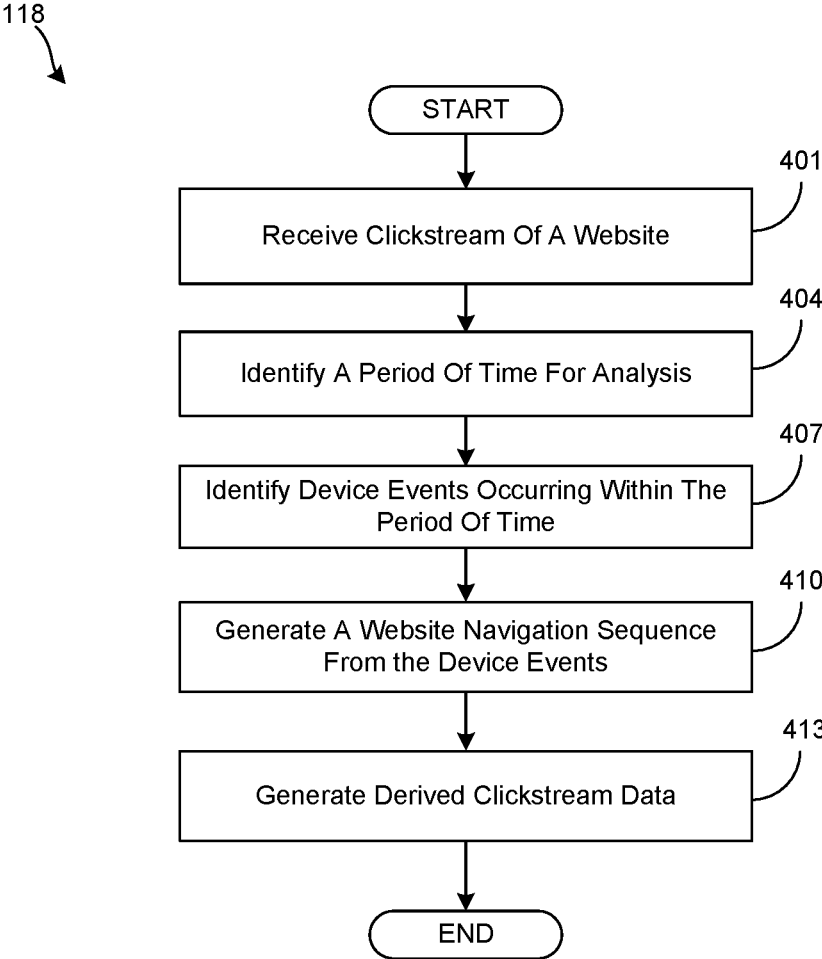 118
START
401
Receive Clickstream Of A Website
404
Identify A Period Of Time For Analysis
407
Identify Device Events Occurring Within The
Period Of Time
410
Generate A Website Navigation Sequence
From the Device Events
413
Generate Derived Clickstream Data
END